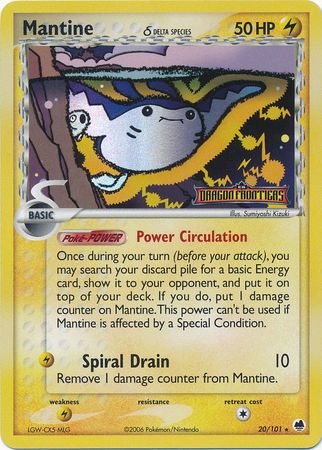 Mantine δ DELTA SPECIES 50 HP
DRAGON FRONTIERS
Illus. Sumiyoshi Kizuki
δ
BASIC
Poké-POWER Power Circulation
Once during your turn (before your attack), you
may search your discard pile for a basic Energy
card, show it to your opponent, and put it on
top of your deck. If you do, put 1 damage
counter on Mantine. This power can't be used if
Mantine is affected by a Special Condition.
Spiral Drain 10
Remove 1 damage counter from Mantine.
weakness resistance retreat cost
LGW-CX5-MLG ©2006 Pokémon/Nintendo 20/101 ★